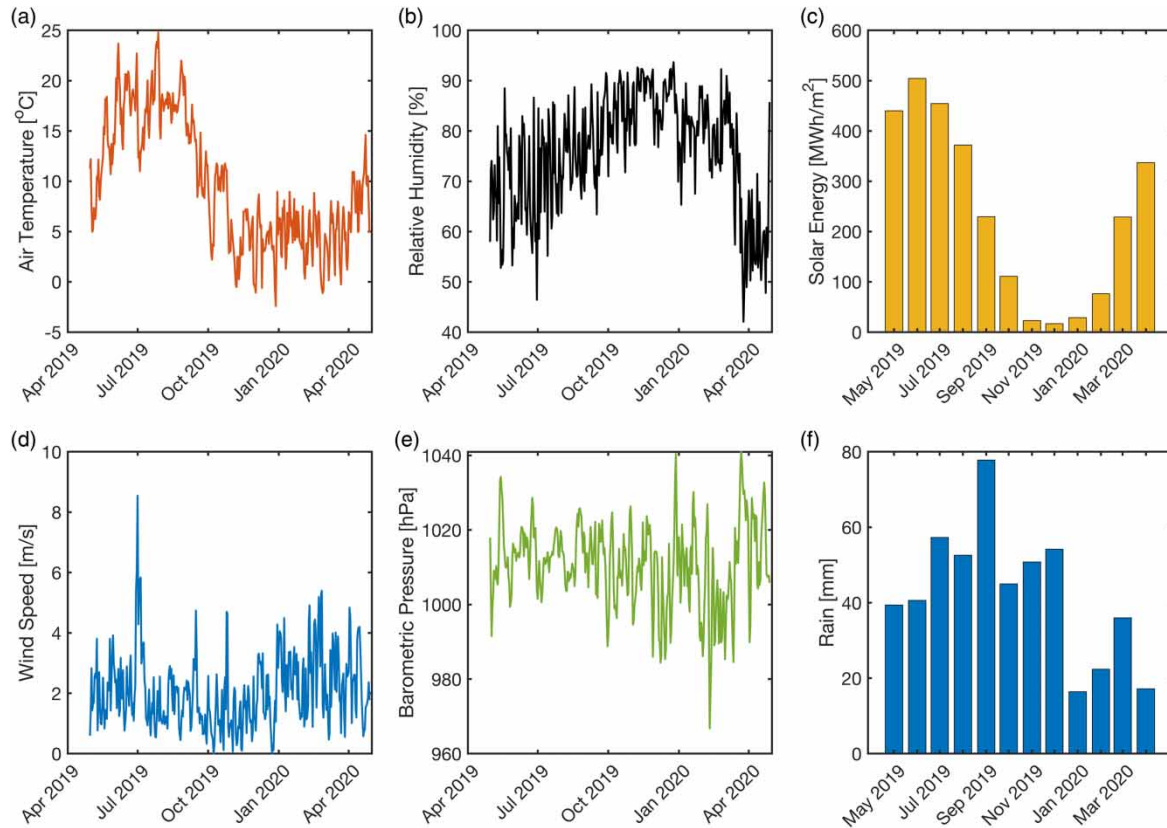 (a)
25
20
15
10
5
0
-5
Air Temperature [°C]
Apr 2019
Jul 2019
Oct 2019
Jan 2020
Apr 2020
(b)
100
90
80
70
60
50
40
Relative Humidity [%]
Apr 2019
Jul 2019
Oct 2019
Jan 2020
Apr 2020
(c)
600
500
400
300
200
100
0
Solar Energy [MWh/m²]
May 2019
Jul 2019
Sep 2019
Nov 2019
Jan 2020
Mar 2020
(d)
10
8
6
4
2
0
Wind Speed [m/s]
Apr 2019
Jul 2019
Oct 2019
Jan 2020
Apr 2020
(e)
1040
1020
1000
980
960
Barometric Pressure [hPa]
Apr 2019
Jul 2019
Oct 2019
Jan 2020
Apr 2020
(f)
80
60
40
20
0
Rain [mm]
May 2019
Jul 2019
Sep 2019
Nov 2019
Jan 2020
Mar 2020